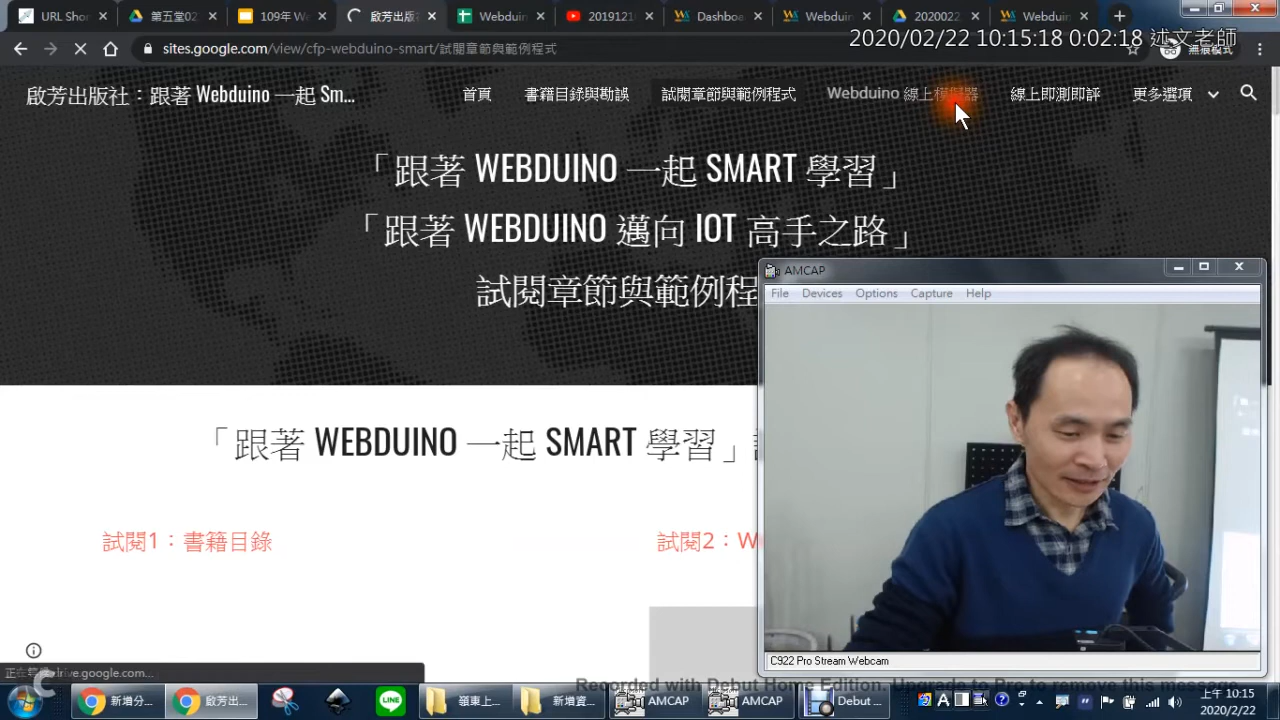 URL Shor
第五堂02
109年 W
啟芳出版
Webduin
2019121
Dashboa
Webduin
2020022
Webduin
sites.google.com/view/cfp-webduino-smart/試閱章節與範例程式
無痕模式
2020/02/22 10:15:18 0:02:18 述文老師
啟芳出版社：跟著 Webduino 一起 Sm...
首頁
書籍目錄與勘誤
試閱章節與範例程式
Webduino 線上模擬器
線上即測即評
更多選項
「跟著 WEBDUINO 一起 SMART 學習」
「跟著 WEBDUINO 邁向 IOT 高手之路」
試閱章節與範例程
AMCAP
File Devices Options Capture Help
「跟著 WEBDUINO 一起 SMART 學習」
試閱1：書籍目錄
試閱2：W
C922 Pro Stream Webcam
drive.google.com...
Recorded with Debut Home Edition. Upgrade to Pro to remove this message
新增分...
啟芳出...
LINE
新增資...
AMCAP
AMCAP
Debut ...
上午 10:15
2020/2/22